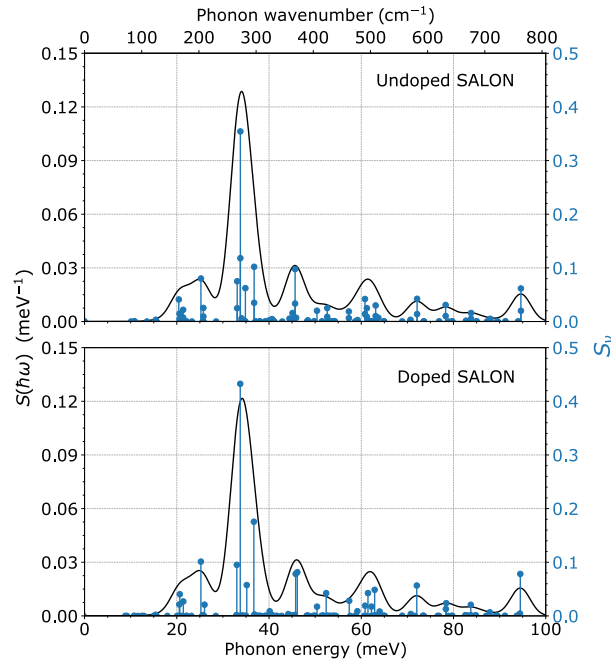 Phonon wavenumber (cm⁻¹)
0 100 200 300 400 500 600 700 800
0.15 0.5
Undoped SALON
0.12 0.4
0.09 0.3
0.06 0.2
0.03 0.1
0.00 0.0
S(ħω) (meV⁻¹)
S_ν
0.15 0.5
Doped SALON
0.12 0.4
0.09 0.3
0.06 0.2
0.03 0.1
0.00 0.0
0 20 40 60 80 100
Phonon energy (meV)